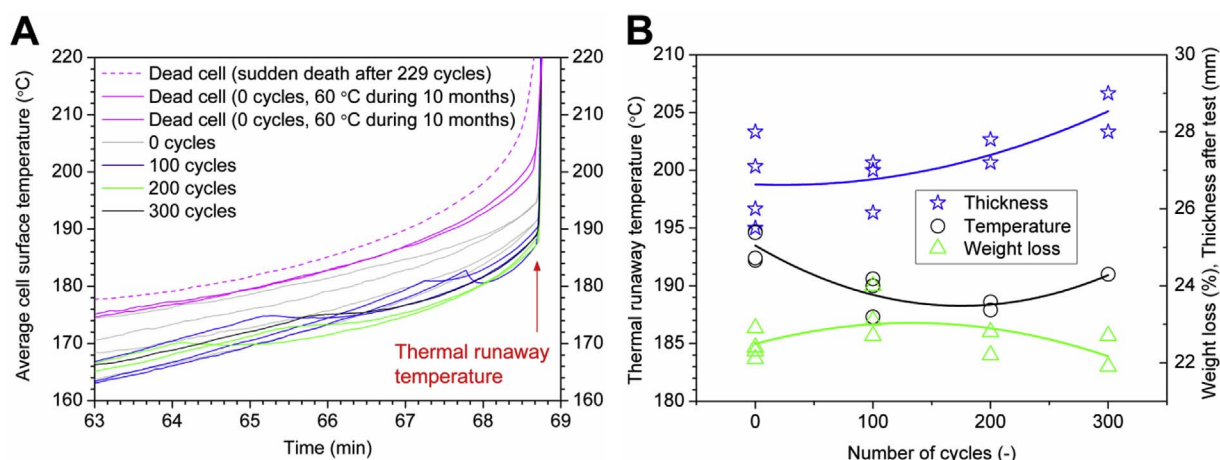 A
Average cell surface temperature (°C)
220
210
200
190
180
170
160
Dead cell (sudden death after 229 cycles)
Dead cell (0 cycles, 60 °C during 10 months)
Dead cell (0 cycles, 60 °C during 10 months)
0 cycles
100 cycles
200 cycles
300 cycles
Thermal runaway
temperature
220
210
200
190
180
170
160
63 64 65 66 67 68 69
Time (min)
B
Thermal runaway temperature (°C)
210
205
200
195
190
185
180
Thickness
Temperature
Weight loss
30
29
28
27
26
25
24
23
22
Weight loss (%), Thickness after test (mm)
0 100 200 300
Number of cycles (-)